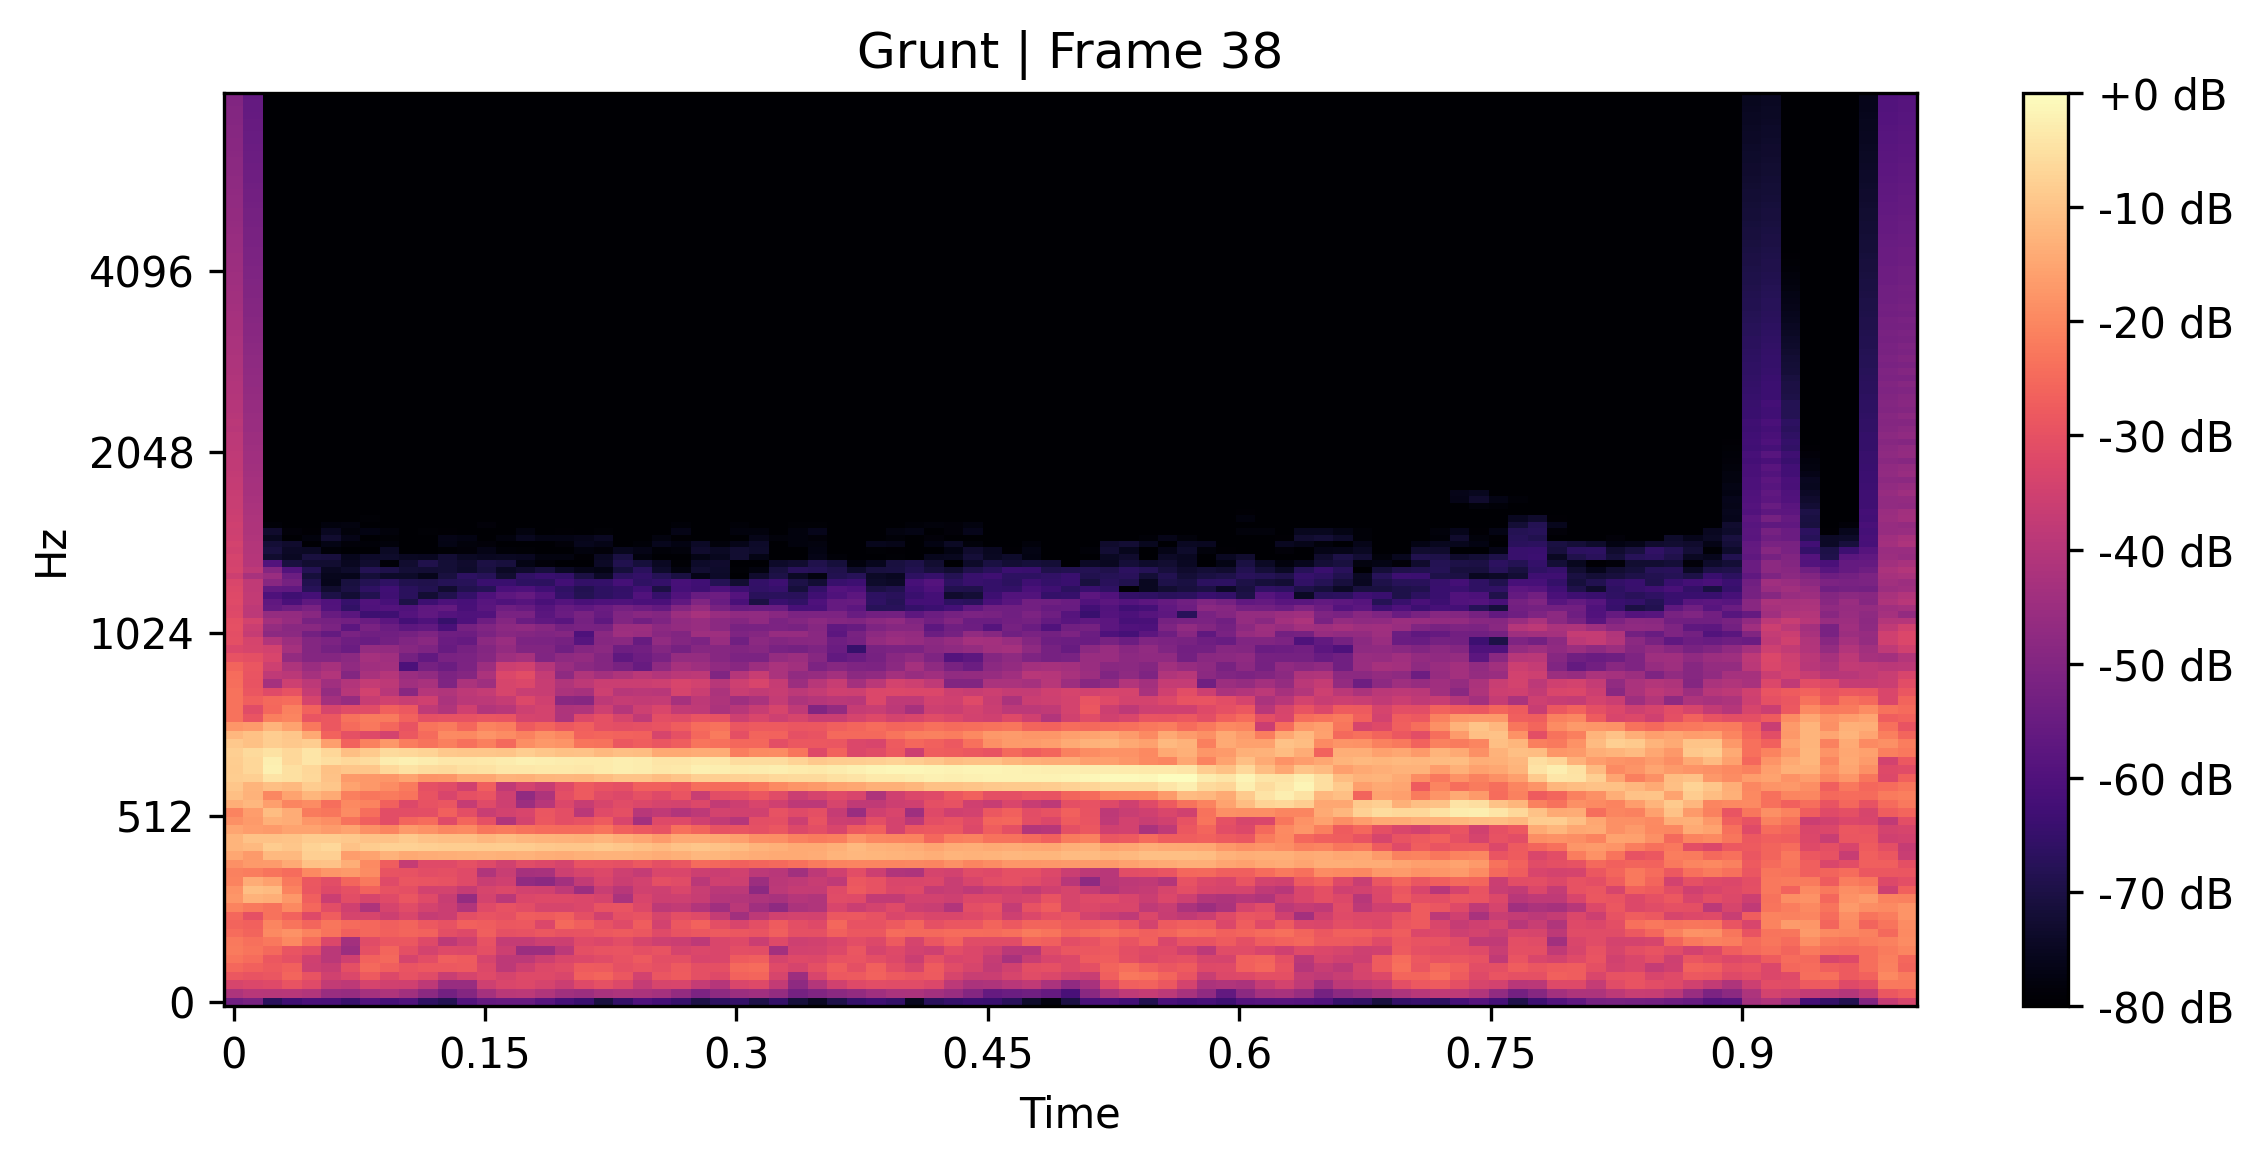 Grunt | Frame 38
+0 dB
-10 dB
-20 dB
-30 dB
-40 dB
-50 dB
-60 dB
-70 dB
-80 dB
Hz
4096
2048
1024
512
0
0 0.15 0.3 0.45 0.6 0.75 0.9
Time